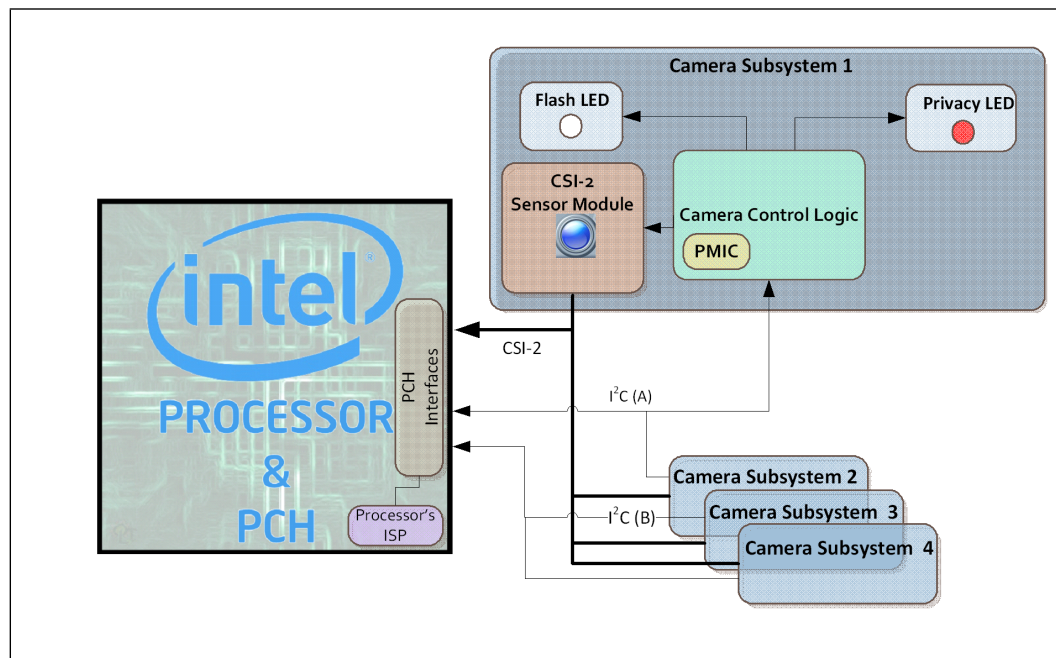 Camera Subsystem 1
Flash LED
Privacy LED
CSI-2
Sensor Module
Camera Control Logic
PMIC
intel
®
PROCESSOR
&
PCH
PCH
Interfaces
Processor's
ISP
CSI-2
I²C (A)
I²C (B)
Camera Subsystem 2
Camera Subsystem 3
Camera Subsystem 4